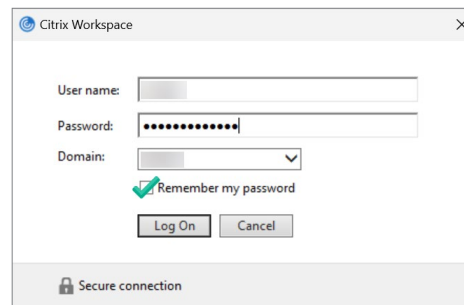 Citrix Workspace
User name:
Password:
Domain:
Remember my password
Log On Cancel
Secure connection